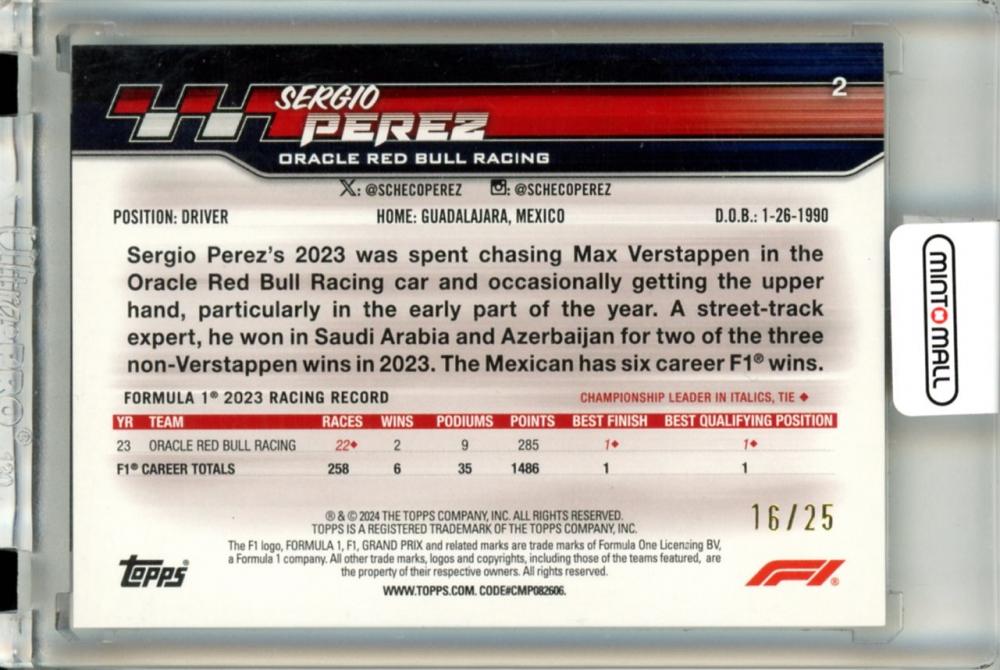 2
SERGIO
PEREZ
ORACLE RED BULL RACING
X: @SCHECOPEREZ : @SCHECOPEREZ
POSITION: DRIVER HOME: GUADALAJARA, MEXICO D.O.B.: 1-26-1990
Sergio Perez's 2023 was spent chasing Max Verstappen in the
Oracle Red Bull Racing car and occasionally getting the upper
hand, particularly in the early part of the year. A street-track
expert, he won in Saudi Arabia and Azerbaijan for two of the three
non-Verstappen wins in 2023. The Mexican has six career F1® wins.
FORMULA 1® 2023 RACING RECORD CHAMPIONSHIP LEADER IN ITALICS, TIE ♦
YR TEAM RACES WINS PODIUMS POINTS BEST FINISH BEST QUALIFYING POSITION
23 ORACLE RED BULL RACING 22♦ 2 9 285 1♦ 1♦
F1® CAREER TOTALS 258 6 35 1486 1 1
16/25
® & © 2024 THE TOPPS COMPANY, INC. ALL RIGHTS RESERVED.
TOPPS IS A REGISTERED TRADEMARK OF THE TOPPS COMPANY, INC.
The F1 logo, FORMULA 1, F1, GRAND PRIX and related marks are trade marks of Formula One Licensing BV,
a Formula 1 company. All other trade marks, logos and copyrights, including those of the teams featured, are
the property of their respective owners. All rights reserved.
WWW.TOPPS.COM. CODE#CMP082606.
Topps®
F1®
MINT MALL